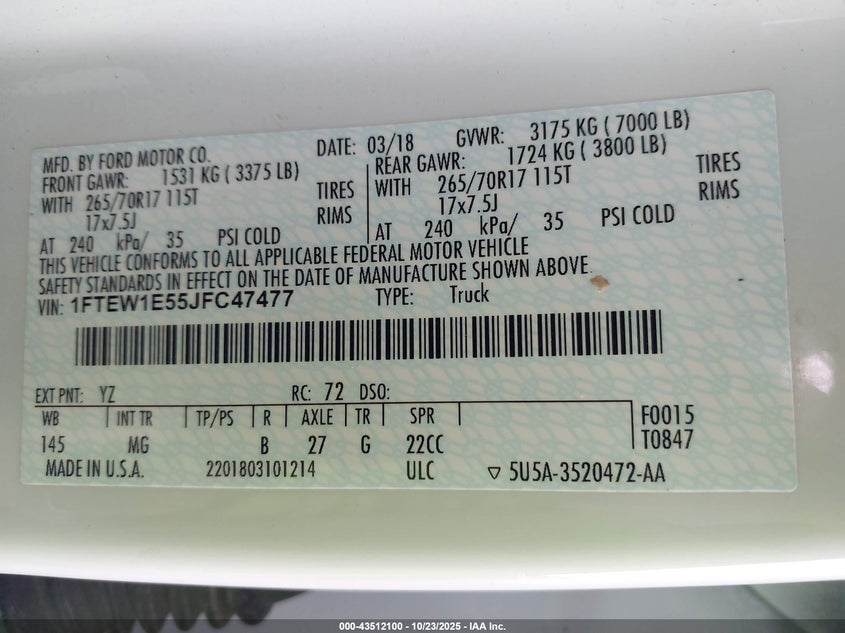 MFD. BY FORD MOTOR CO. DATE: 03/18 GVWR: 3175 KG ( 7000 LB)
FRONT GAWR: 1531 KG ( 3375 LB) REAR GAWR: 1724 KG ( 3800 LB)
WITH 265/70R17 115T TIRES WITH 265/70R17 115T TIRES
17x7.5J RIMS 17x7.5J RIMS
AT 240 kPa/ 35 PSI COLD AT 240 kPa/ 35 PSI COLD
THIS VEHICLE CONFORMS TO ALL APPLICABLE FEDERAL MOTOR VEHICLE
SAFETY STANDARDS IN EFFECT ON THE DATE OF MANUFACTURE SHOWN ABOVE.
VIN: 1FTEW1E55JFC47477 TYPE: Truck
EXT PNT: YZ RC: 72 DSO:
WB INT TR TP/PS R AXLE TR SPR F0015
145 MG B 27 G 22CC T0847
MADE IN U.S.A. 2201803101214 ULC ▽ 5U5A-3520472-AA
000-43512100 - 10/23/2025 - IAA Inc.